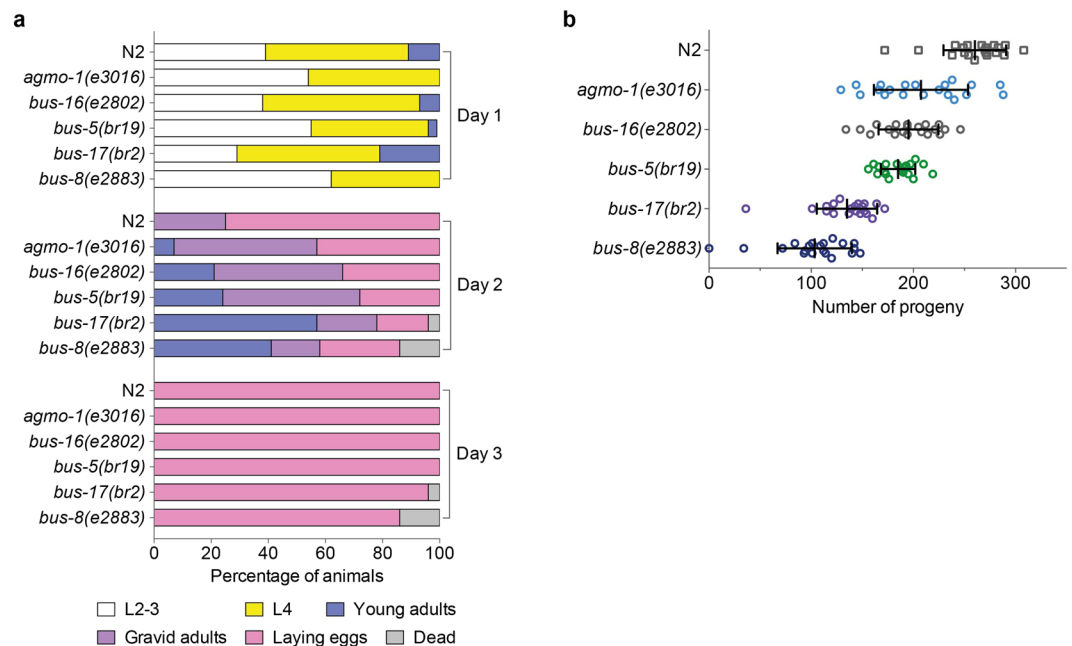 a
N2
agmo-1(e3016)
bus-16(e2802)
bus-5(br19)
bus-17(br2)
bus-8(e2883)
Day 1
N2
agmo-1(e3016)
bus-16(e2802)
bus-5(br19)
bus-17(br2)
bus-8(e2883)
Day 2
N2
agmo-1(e3016)
bus-16(e2802)
bus-5(br19)
bus-17(br2)
bus-8(e2883)
Day 3
0 20 40 60 80 100
Percentage of animals
L2-3 L4 Young adults
Gravid adults Laying eggs Dead
b
N2
agmo-1(e3016)
bus-16(e2802)
bus-5(br19)
bus-17(br2)
bus-8(e2883)
0 100 200 300
Number of progeny